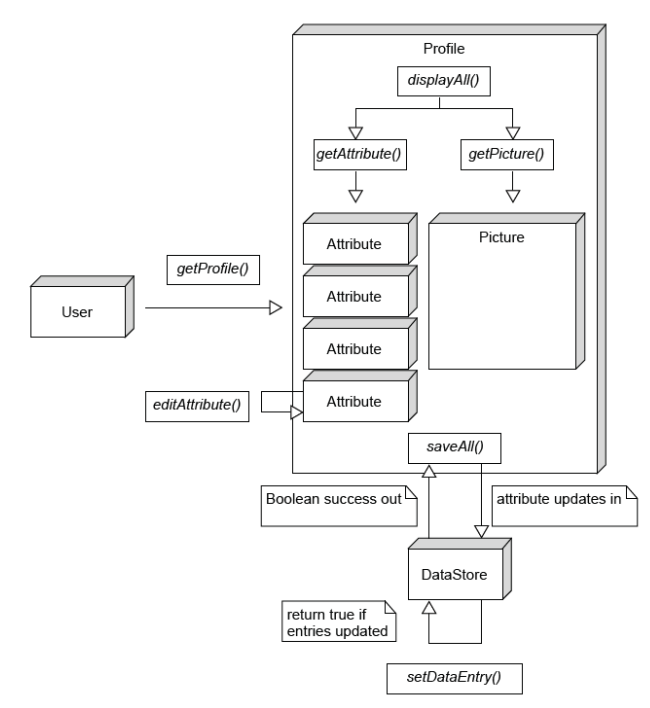 Profile
displayAll()
getAttribute()
getPicture()
Attribute
Picture
getProfile()
Attribute
User
Attribute
editAttribute()
Attribute
saveAll()
Boolean success out
attribute updates in
DataStore
return true if
entries updated
setDataEntry()